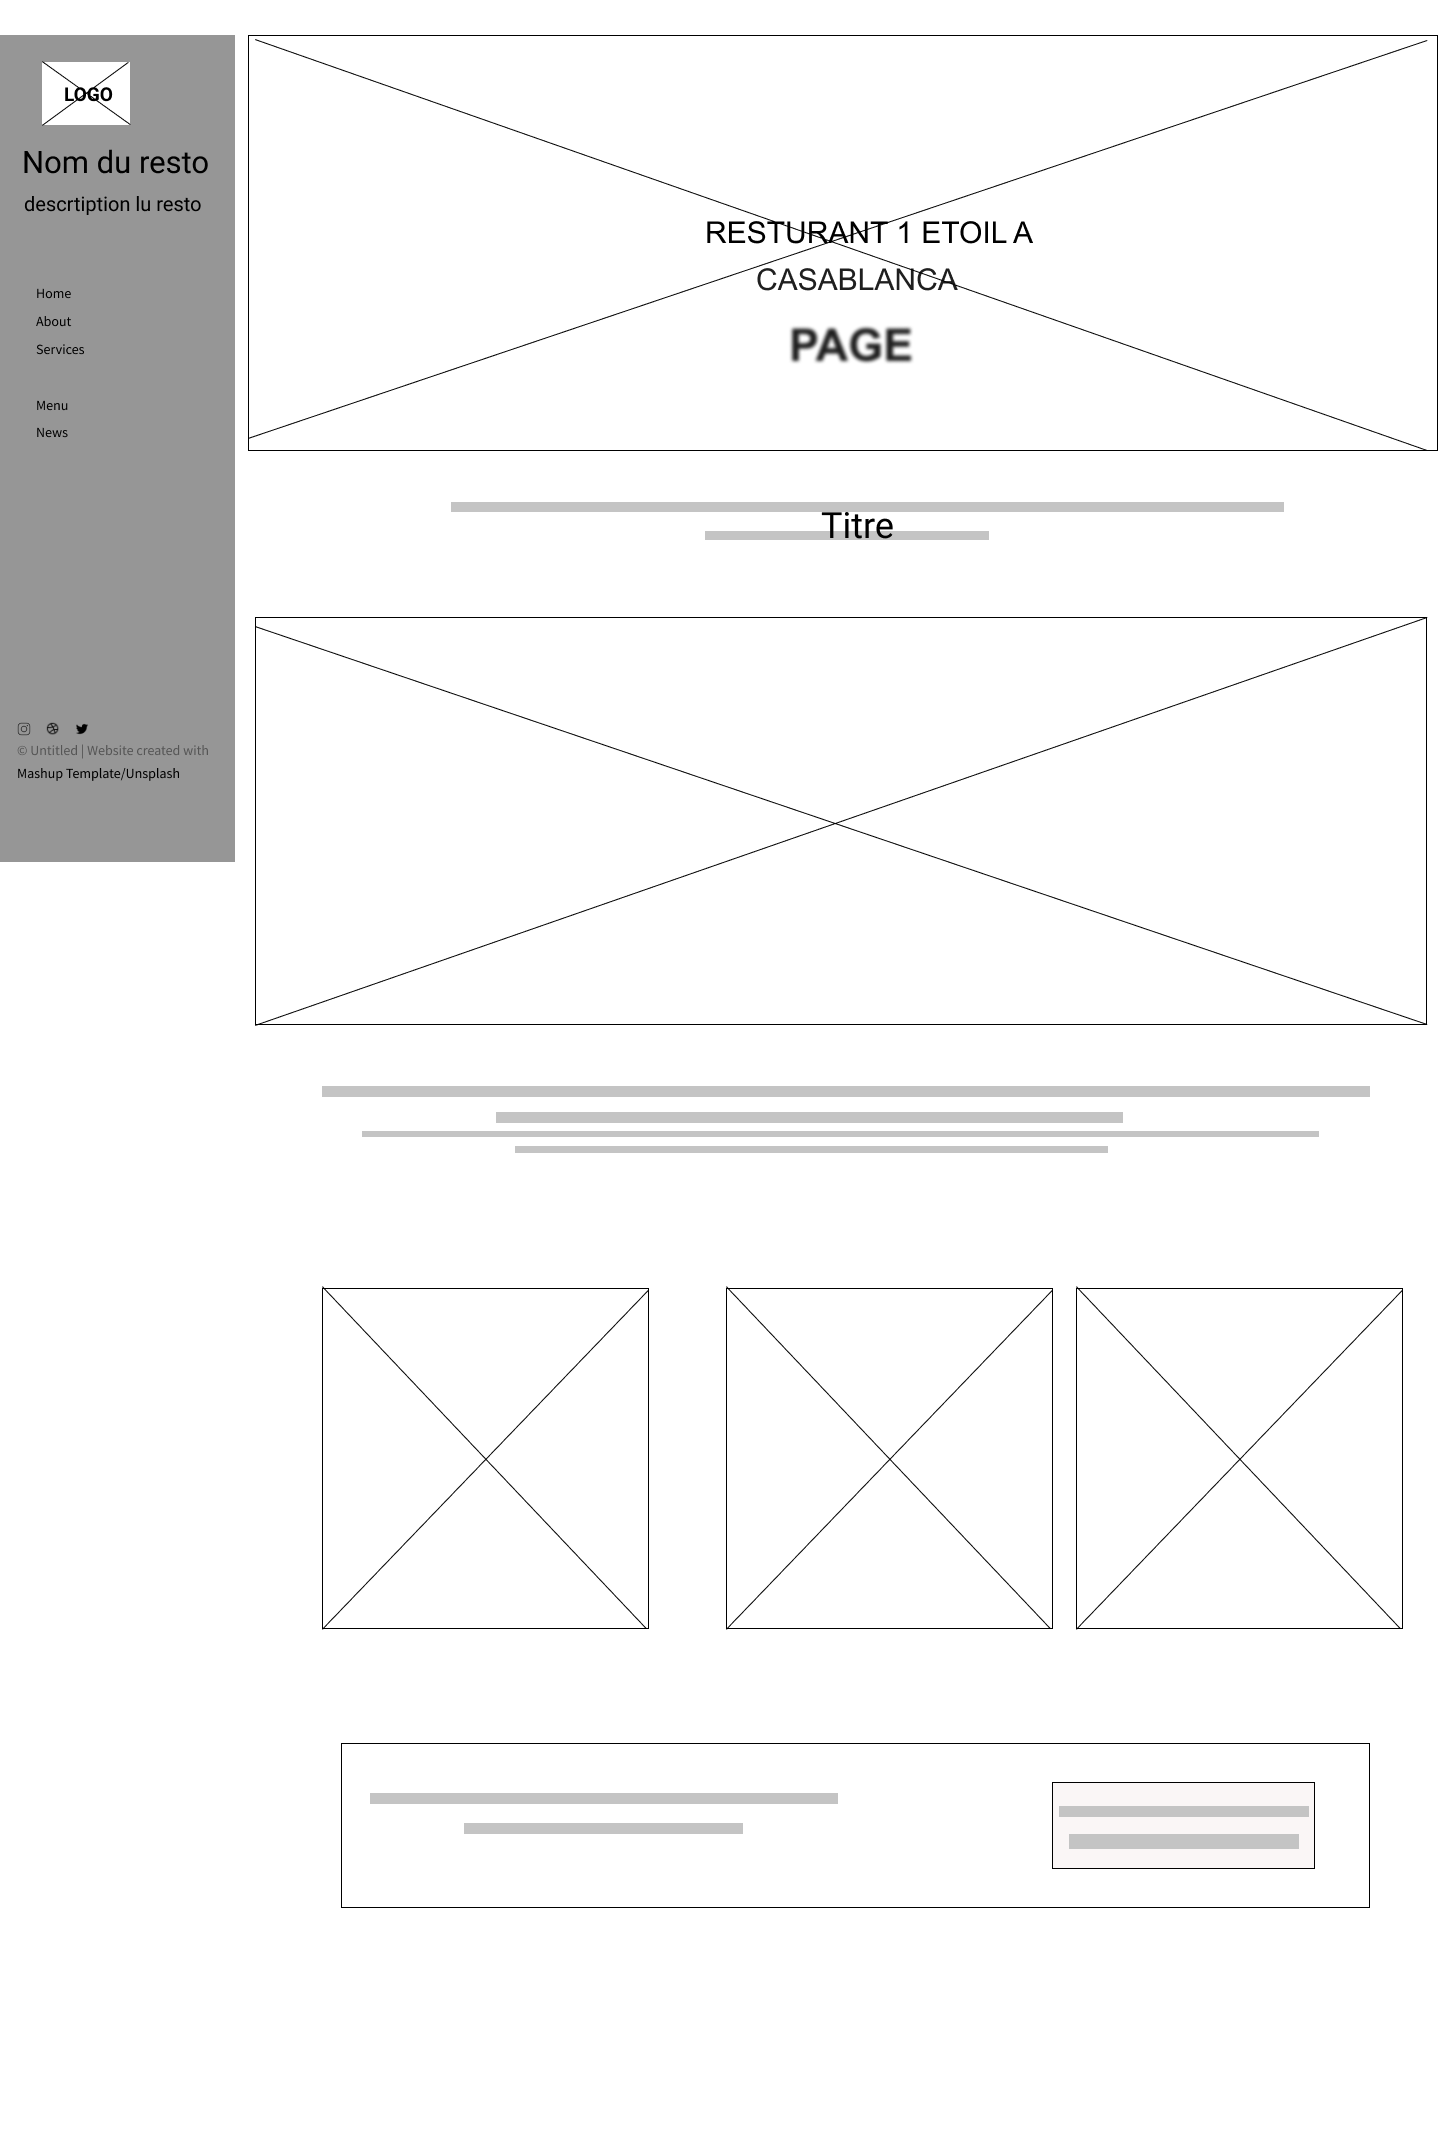 LOGO
Nom du resto
descrtiption lu resto
Home
About
Services
Menu
News
© Untitled | Website created with
Mashup Template/Unsplash
RESTURANT 1 ETOIL A
CASABLANCA
PAGE
Titre